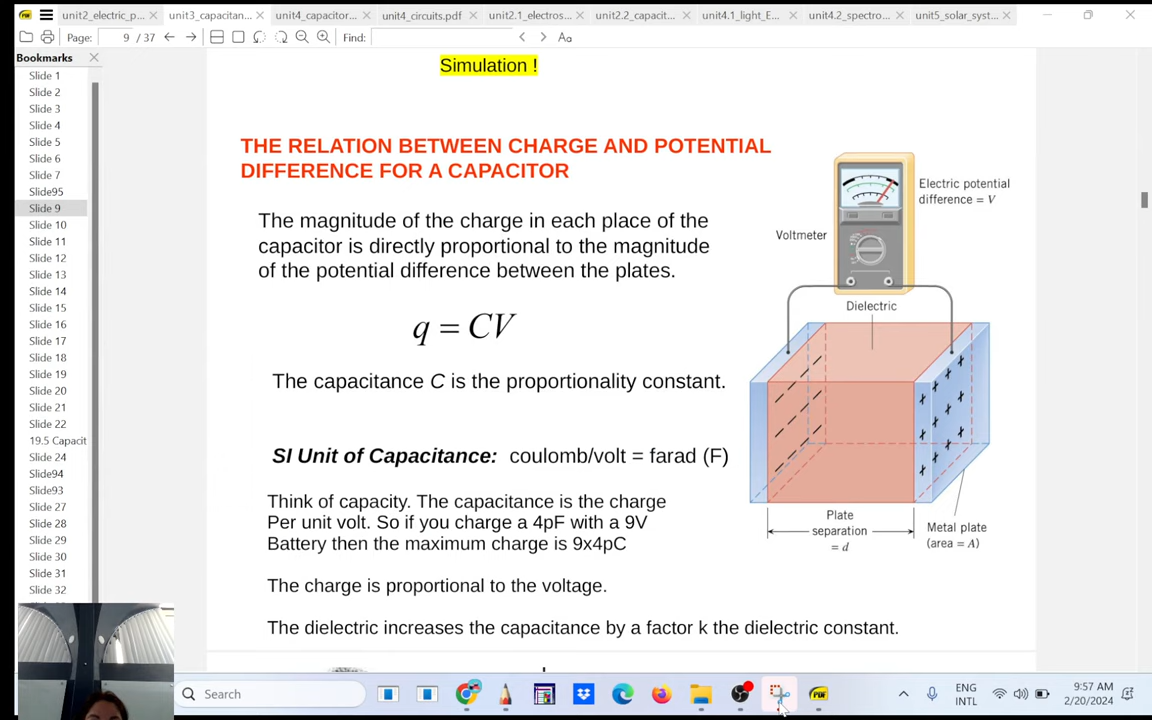 unit2_electric_p...
unit3_capacitan...
unit4_capacitor...
unit4_circuits.pdf
unit2.1_electros...
unit2.2_capacit...
unit4.1_light_E...
unit4.2_spectro...
unit5_solar_syst...
Page: 9 / 37
Find:
Aa
Bookmarks
Slide 1
Slide 2
Slide 3
Slide 4
Slide 5
Slide 6
Slide 7
Slide95
Slide 9
Slide 10
Slide 11
Slide 12
Slide 13
Slide 14
Slide 15
Slide 16
Slide 17
Slide 18
Slide 19
Slide 20
Slide 21
Slide 22
19.5 Capacit
Slide 24
Slide94
Slide93
Slide 27
Slide 28
Slide 29
Slide 30
Slide 31
Slide 32
Simulation !
THE RELATION BETWEEN CHARGE AND POTENTIAL
DIFFERENCE FOR A CAPACITOR
The magnitude of the charge in each place of the
capacitor is directly proportional to the magnitude
of the potential difference between the plates.
q = CV
The capacitance C is the proportionality constant.
SI Unit of Capacitance: coulomb/volt = farad (F)
Think of capacity. The capacitance is the charge
Per unit volt. So if you charge a 4pF with a 9V
Battery then the maximum charge is 9x4pC
The charge is proportional to the voltage.
The dielectric increases the capacitance by a factor k the dielectric constant.
Electric potential
difference = V
Voltmeter
Dielectric
Plate
separation
= d
Metal plate
(area = A)
Search
PDF
ENG
INTL
9:57 AM
2/20/2024